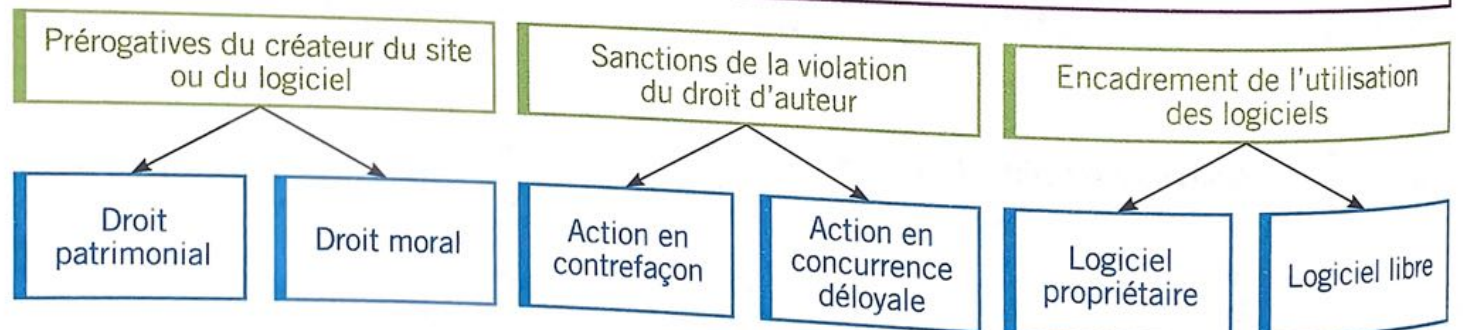 Prérogatives du créateur du site
ou du logiciel
Sanctions de la violation
du droit d'auteur
Encadrement de l'utilisation
des logiciels
Droit
patrimonial
Droit moral
Action en
contrefaçon
Action en
concurrence
déloyale
Logiciel
propriétaire
Logiciel libre